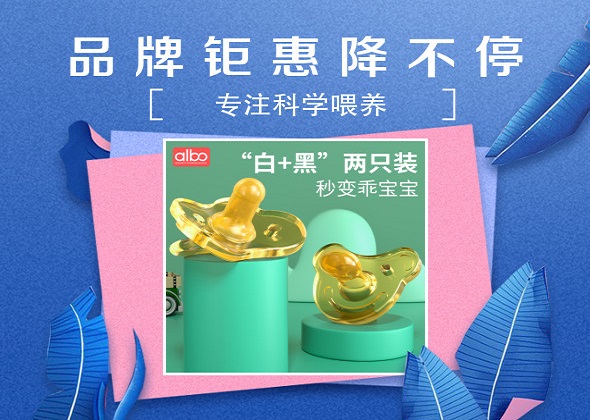 品牌钜惠降不停
[ 专注科学喂养 ]
albo
“白+黑”两只装
秒变乖宝宝